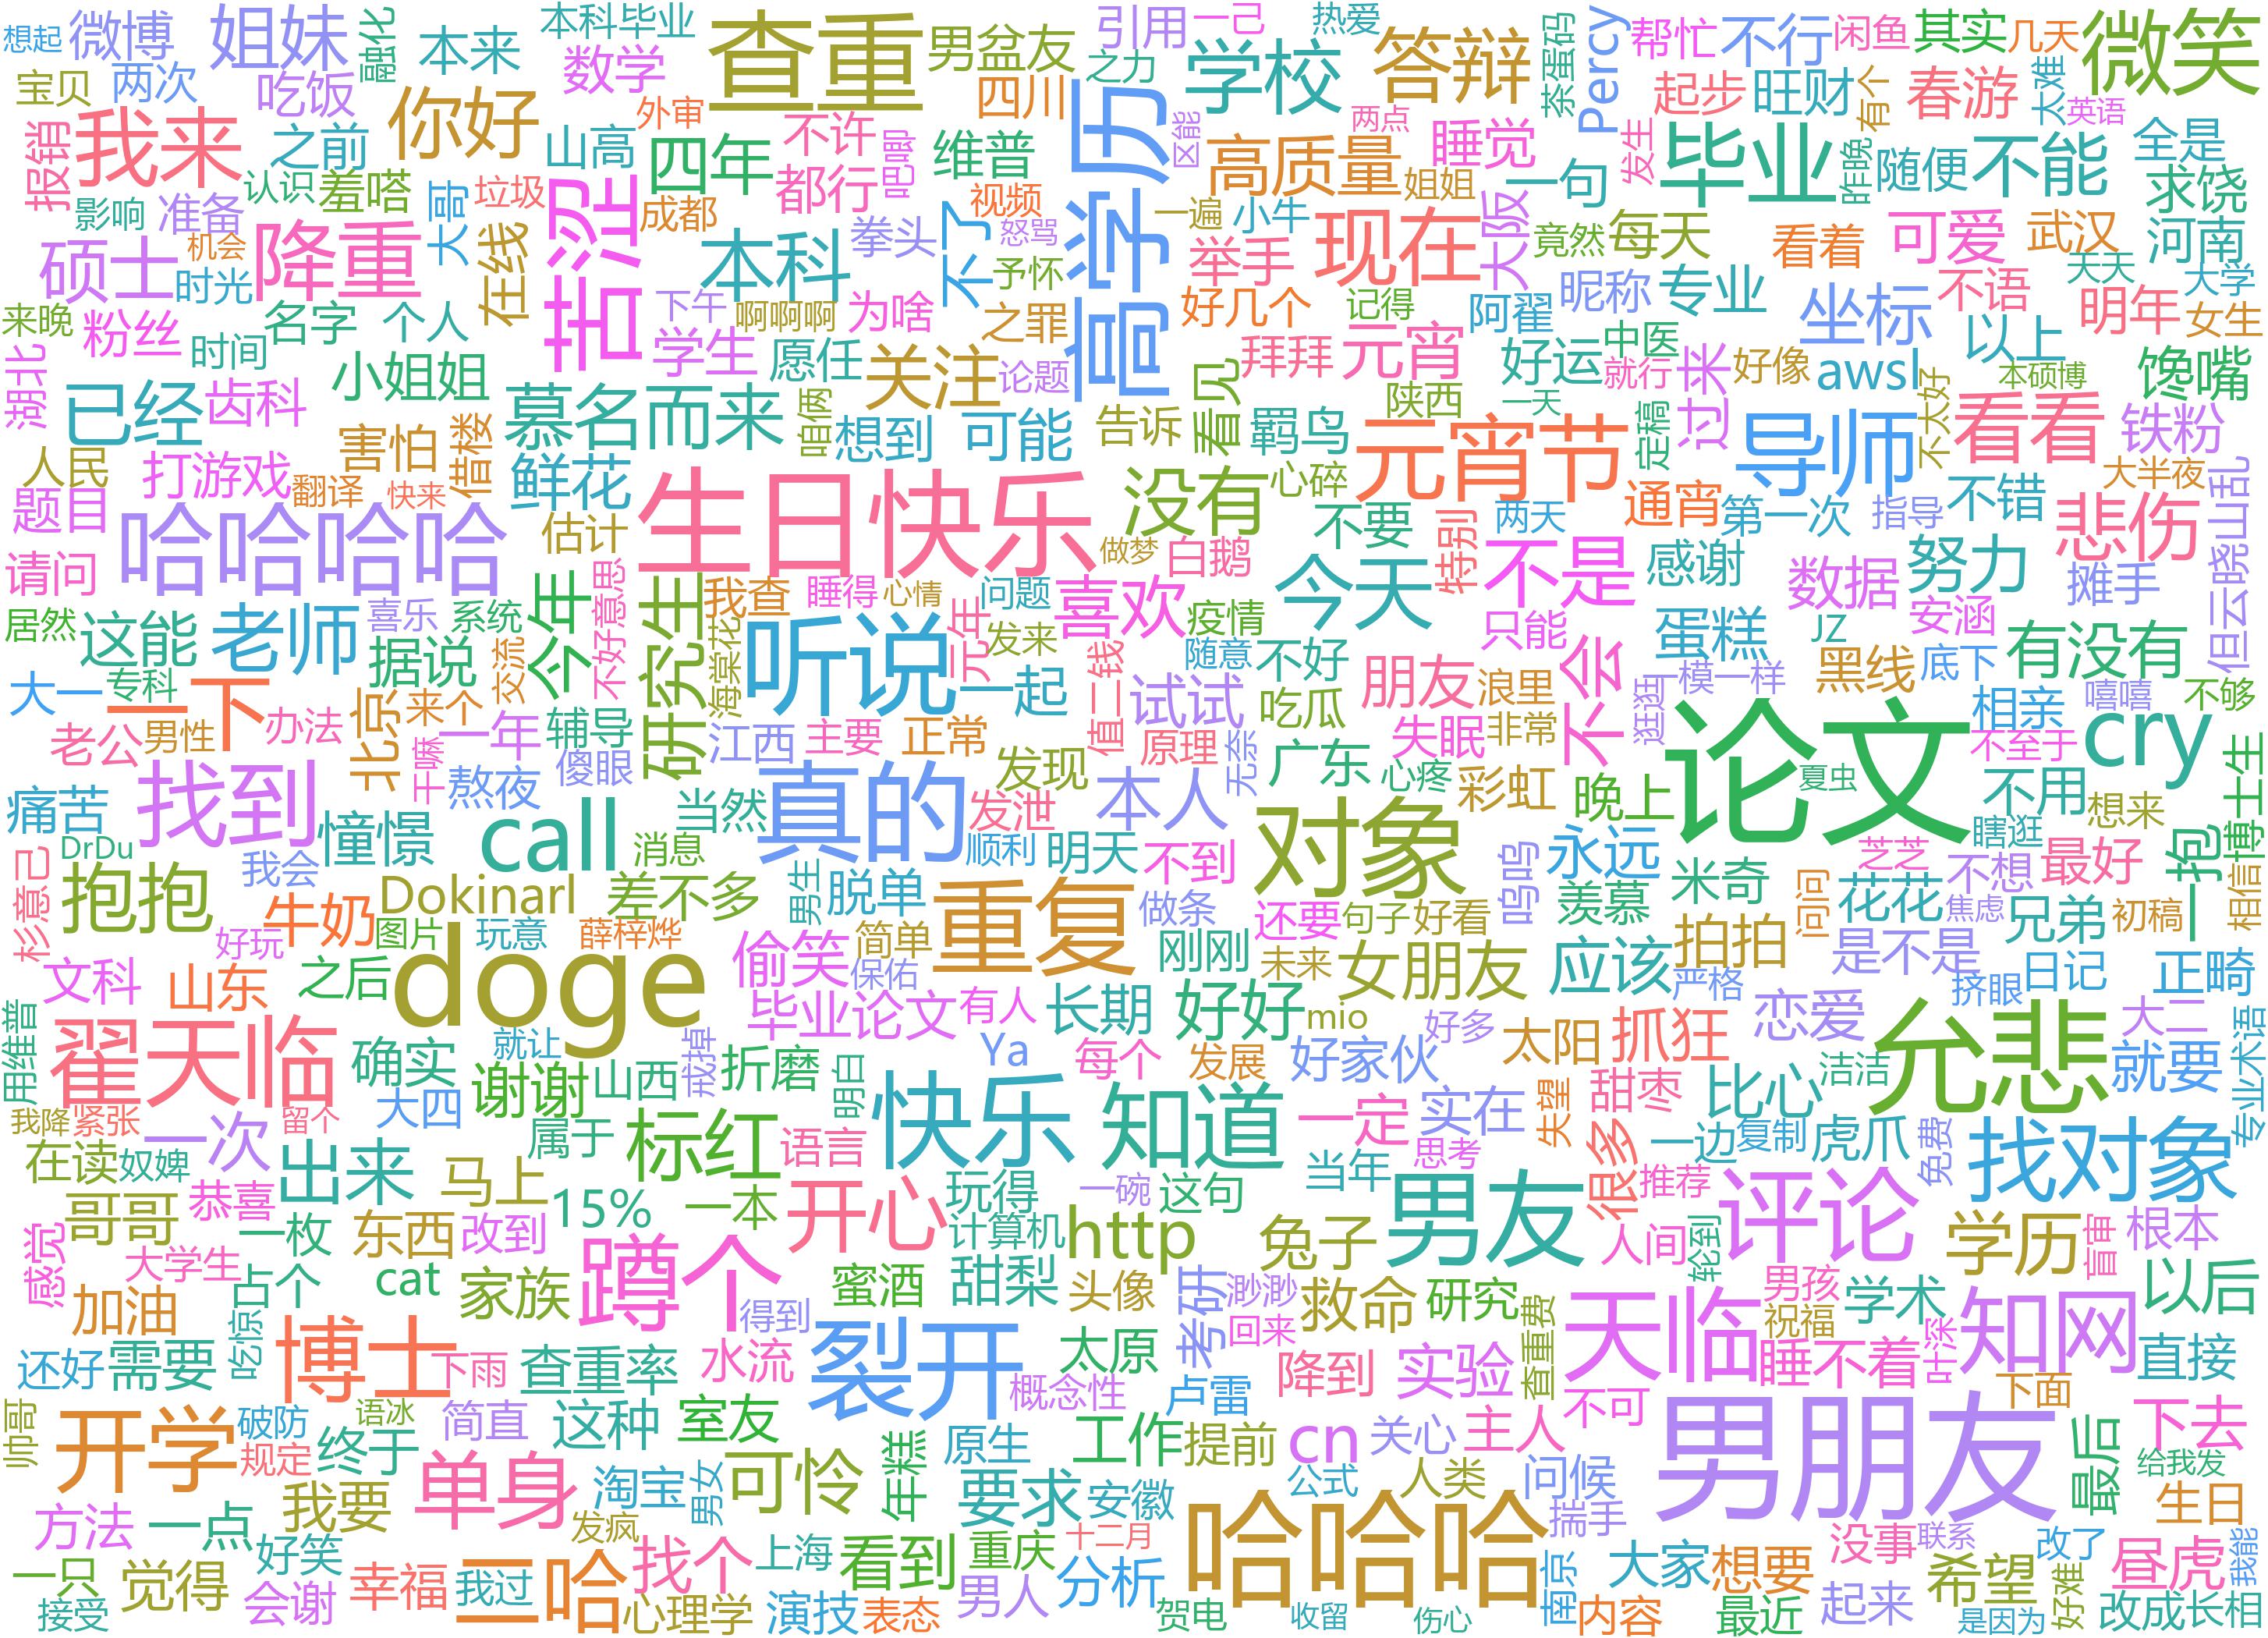 想起
微博
姐妹
本科毕业
融化
本来
数学
查重
男盆友
引用
一己
之力
热爱
学校
答辩
茶蛋码
Percy
帮忙
不行
闲鱼
其实
几天
微笑
宝贝
两次
吃饭
你好
外审
四川
高学历
区能
两点
起步
旺财
有个
春游
太难
英语
报销
我来
之前
山高
四年
不许
吧唧
维普
高质量
睡觉
一句
发生
毕业
昨晚
随便
不能
全是
求饶
认识
羞嗒
大哥
垃圾
苦涩
成都
都行
视频
姐姐
影响
准备
在线
本科
拳头
不了
怒骂
一遍
小牛
现在
大阪
竟然
每天
看着
可爱
武汉
河南
硕士
机会
时光
降重
予怀
举手
天天
大学
来晚
粉丝
时间
名字
个人
下午
啊啊啊
为啥
之罪
好几个
记得
阿翟
昵称
专业
坐标
不语
明年
女生
湖北
已经
齿科
小姐姐
学生
愿任
关注
论题
拜拜
元宵
好运
中医
就行
过来
好像
awsl
以上
本硕博
馋嘴
慕名而来
咱俩
想到
可能
告诉
看见
羁鸟
陕西
一天
元宵节
定稿
导师
不太好
看看
铁粉
人民
打游戏
害怕
借楼
鲜花
生日快乐
没有
心碎
大半夜
题目
翻译
快来
哈哈哈哈
估计
做梦
白鹅
不要
特别
两天
通宵
第一次
指导
不错
悲伤
但云晓山乱
请问
今年
不好意思
研究生
我查
睡得
心情
问题
喜欢
疫情
今天
不是
感谢
数据
努力
摊手
居然
这能
老师
喜乐
系统
据说
交流
海棠花
听说
元年
发来
随意
不好
只能
不会
蛋糕
安涵
JZ
黑线
底下
有没有
大一
专科
一下
北京
来个
一起
值二钱
试试
吃瓜
朋友
浪里
逛逛
一模一样
相亲
嘻嘻
不够
老公
男性
办法
干嘛
一年
辅导
江西
主要
正常
原理
失眠
非常
论文
不至于
cry
找到
熬夜
傻眼
真的
发现
本人
无奈
广东
心疼
彩虹
晚上
夏虫
不用
想来
博士生
痛苦
DrDu
憧憬
call
当然
消息
发泄
顺利
明天
不到
对象
永远
瞎逛
一抱
杉意己
抱抱
我会
Dokinarl
差不多
男生
脱单
重复
做条
呜呜
羡慕
米奇
芝芝
不想
最好
相信
牛奶
好玩
图片
玩意
薛梓烨
偷笑
简单
还要
句子
好看
问问
花花
焦虑
兄弟
初稿
文科
山东
之后
doge
保佑
刚刚
未来
女朋友
应该
拍拍
严格
是不是
挤眼
日记
正畸
用维普
翟天临
确实
就让
毕业论文
有人
长期
好好
mio
好多
太阳
抓狂
恋爱
允悲
大二
专业术语
谢谢
山西
戒掉
折磨
明白
Ya
每个
发展
好家伙
洁洁
就要
我降
紧张
留个
大四
快乐
知道
一定
实在
失望
甜枣
比心
在读
奴婢
一次
出来
属于
标红
语言
思考
当年
很多
一边
复制
虎爪
免费
找对象
哥哥
恭喜
马上
15%
一本
开心
玩得
一碗
这句
男友
推荐
评论
感觉
一枚
东西
改到
计算机
http
兔子
人间
轮到
学历
盲审
根本
大学生
占个
cat
家族
蹲个
蜜酒
甜梨
头像
考研
渺渺
救命
研究
男孩
学术
以后
加油
吃惊
得到
回来
查重费
天临
祝福
叶深
知网
还好
需要
博士
下雨
查重率
水流
裂开
太原
降到
实验
睡不着
直接
概念性
卢雷
不可
下面
帅哥
开学
破防
语冰
规定
终于
简直
这种
室友
年糕
原生
工作
提前
cn
关心
主人
男朋友
最后
下去
单身
淘宝
男女
可怜
要求
安徽
公式
人类
问候
给我发
方法
一点
我要
发疯
揣手
生日
好笑
十二月
哈哈哈
没事
联系
改了
我能
一只
接受
觉得
会谢
幸福
我过
二哈
找个
心理学
上海
演技
看到
表态
重庆
男人
分析
贺电
收留
伤心
南京
内容
大家
最近
想要
起来
希望
是因为
好难
昼虎
改成长相